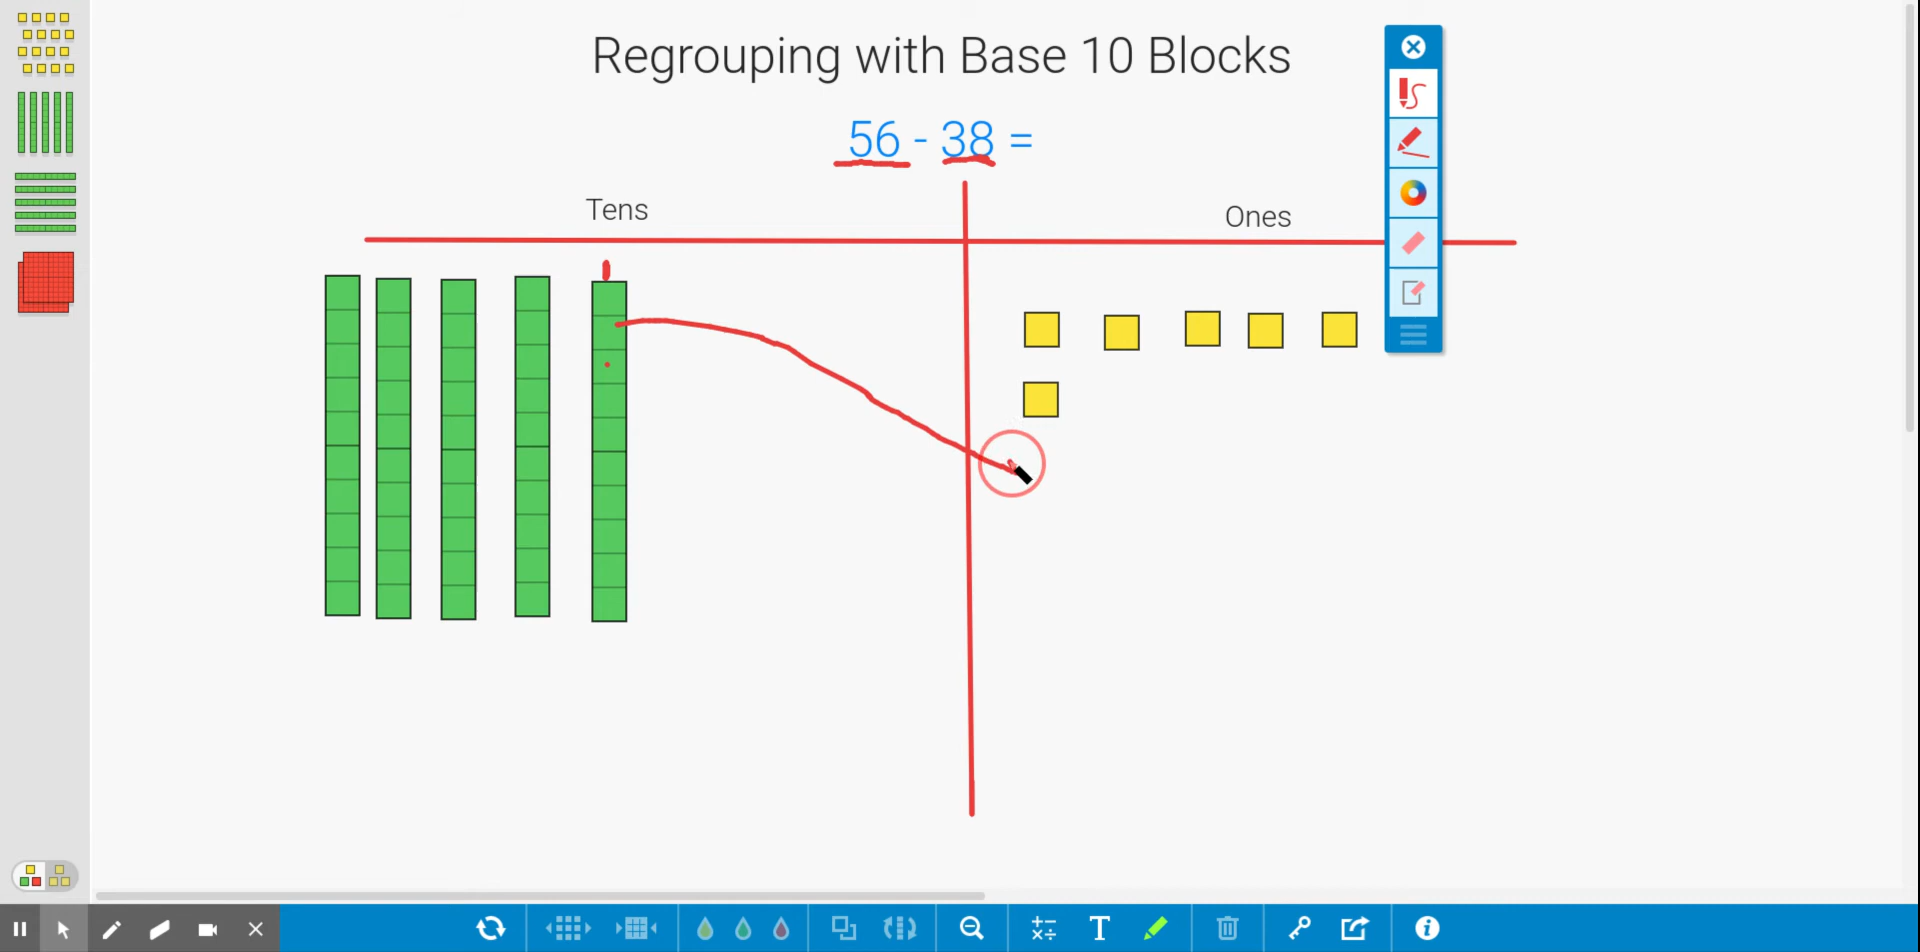 Regrouping with Base 10 Blocks
56 - 38 =
Tens
Ones
T